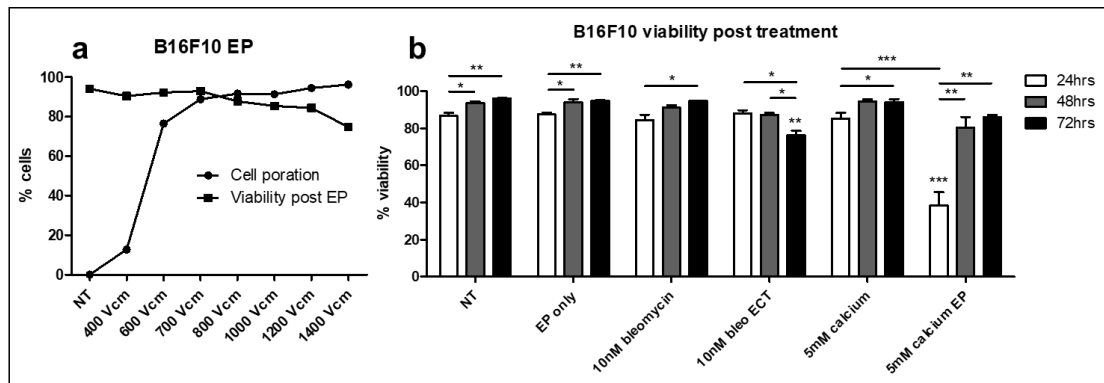 a
B16F10 EP
100
80
60
40
20
0
% cells
Cell poration
Viability post EP
NT
400 Vcm
600 Vcm
700 Vcm
800 Vcm
1000 Vcm
1200 Vcm
1400 Vcm
b
B16F10 viability post treatment
100
80
60
40
20
0
% viability
**
*
**
*
*
*
*
**
***
*
**
**
***
24hrs
48hrs
72hrs
NT
EP only
10nM bleomycin
10nM bleo ECT
5mM calcium
5mM calcium EP